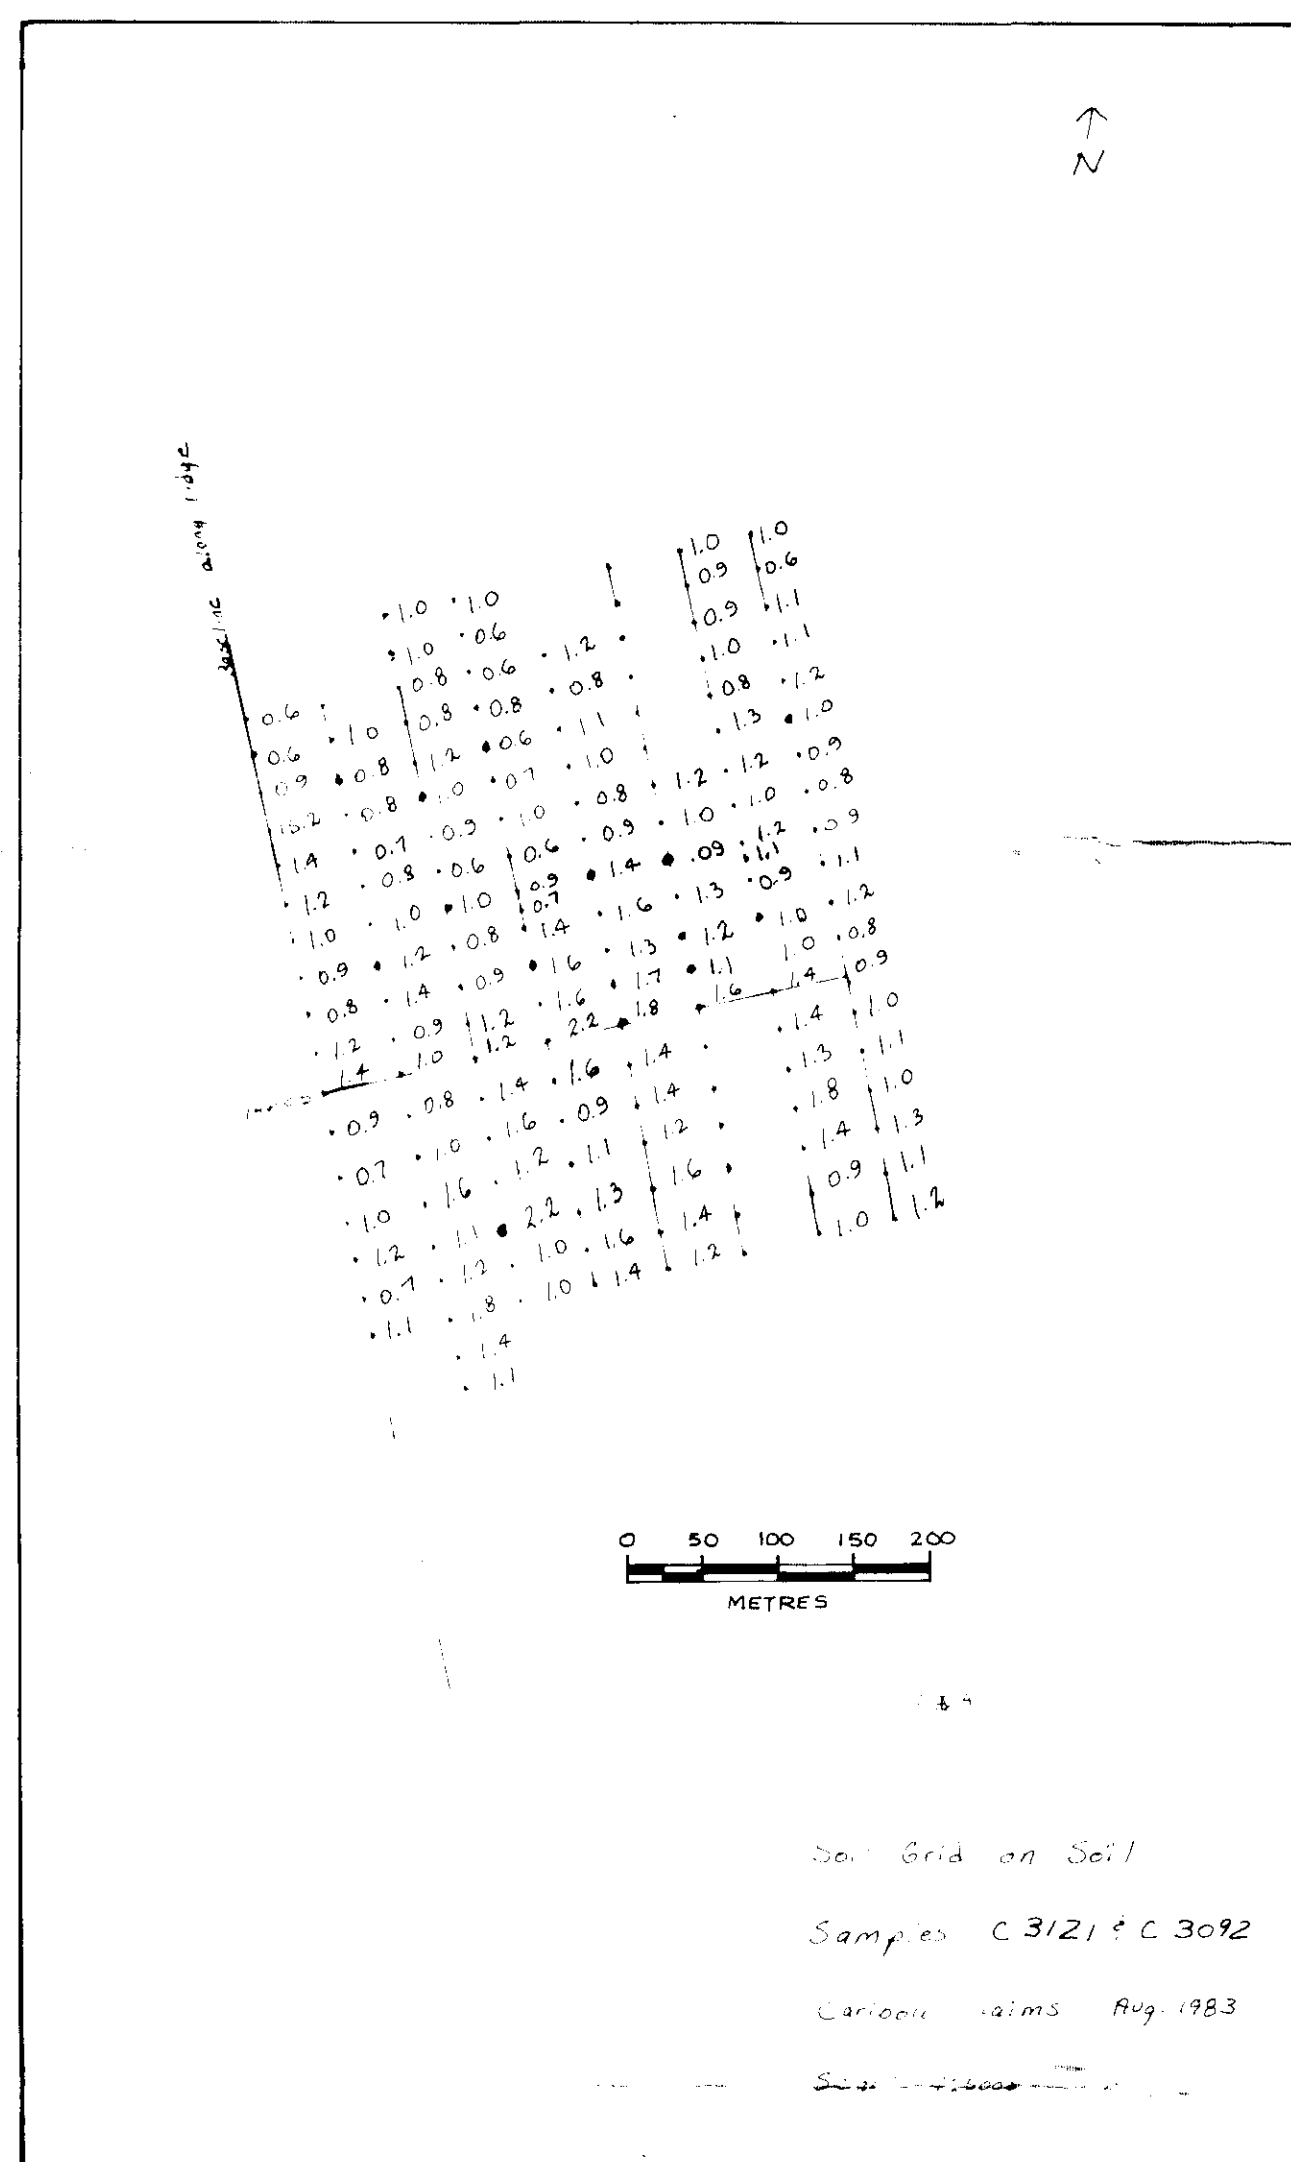 N
baseline along ridge
1.0 1.0
0.9 0.6
1.0 1.0 0.9 1.1
1.0 0.6 1.2 1.0 1.1
0.8 0.6 0.8 0.8 1.2
0.6 0.8 0.8 1.1 1.3 1.0
0.6 1.0 1.2 0.6 1.0 1.2 1.2 0.9
0.9 0.8 1.0 0.7 0.8 1.0 1.0 0.8
15.2 0.8 0.9 1.0 0.9 .09 1.2 0.9
1.4 0.7 0.6 0.6 1.4 1.3 1.1 1.1
1.2 0.8 1.0 0.9 1.6 1.2 0.9 1.2
1.0 1.0 0.8 0.7 1.3 1.1 1.0 0.8
0.9 1.2 0.9 1.4 1.7 1.0 0.9
0.8 1.4 1.2 1.6 1.8 1.6 1.4
1.2 0.9 1.2 1.6 1.4 1.0
1.4 1.0 2.2 1.4 1.3 1.1
0.9 0.8 1.4 1.6 1.4 1.8 1.0
0.7 1.0 1.6 0.9 1.2 1.4 1.3
1.0 1.6 1.2 1.1 1.6 0.9 1.1
1.2 1.1 2.2 1.3 1.4 1.0 1.2
0.7 1.2 1.0 1.6 1.2
1.1 1.8 1.0 1.4
1.4
1.1
0 50 100 150 200
METRES
Soil Grid on Soil
Samples C 3121 & C 3092
Caribou Aug. 1983